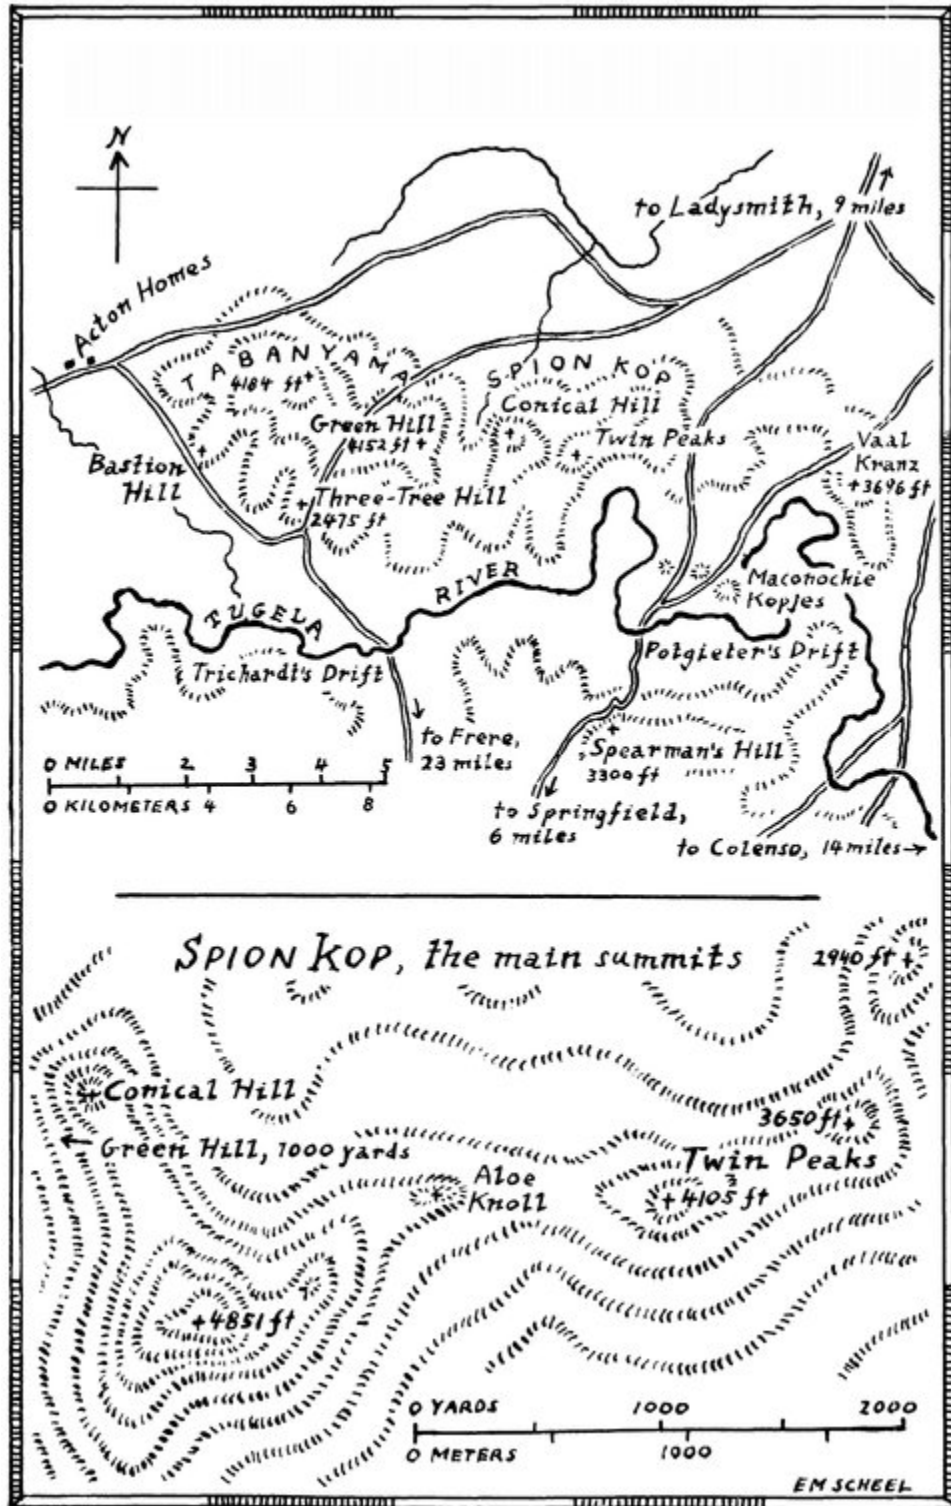 N
to Ladysmith, 9 miles
Acton Homes
TABANYAMA
4184 ft
SPION KOP
Conical Hill
Green Hill
4152 ft
Twin Peaks
Vaal
Kranz
3696 ft
Bastion
Hill
Three-Tree Hill
2475 ft
TUGELA RIVER
Maconochie
Kopjes
Trichardt's Drift
Potgieter's Drift
to Frere,
23 miles
Spearman's Hill
3300 ft
0 MILES 1 2 3 4 5
0 KILOMETERS 4 6 8
to Springfield,
6 miles
to Colenso, 14 miles
SPION KOP, the main summits
2940 ft
Conical Hill
3650 ft
Green Hill, 1000 yards
Twin Peaks
Aloe
Knoll
4105 ft
4851 ft
0 YARDS 1000 2000
0 METERS 1000
EM SCHEEL